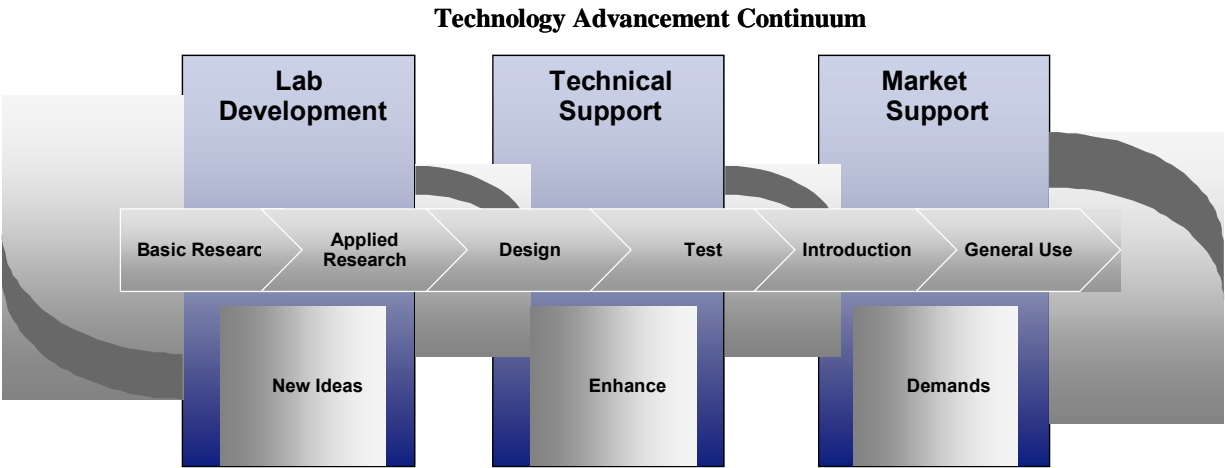 Technology Advancement Continuum
Lab
Development
Technical
Support
Market
Support
Basic Researc
Applied
Research
Design
Test
Introduction
General Use
New Ideas
Enhance
Demands